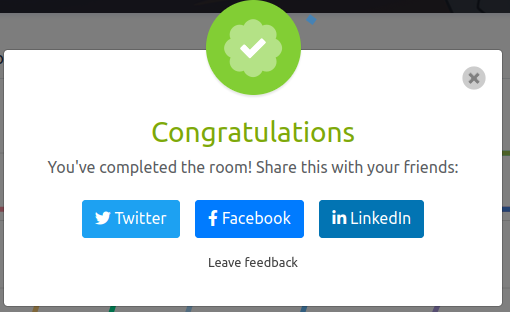 Congratulations
You've completed the room! Share this with your friends:
Twitter
Facebook
LinkedIn
Leave feedback